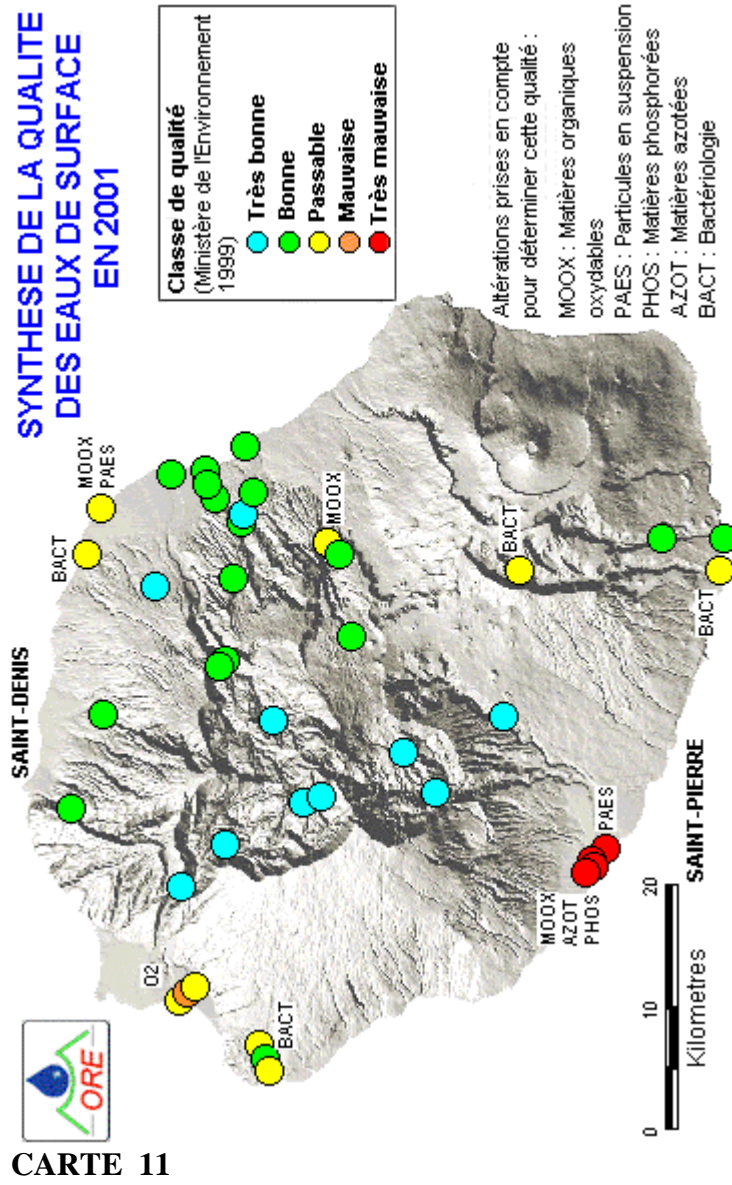 SYNTHESE DE LA QUALITE
DES EAUX DE SURFACE
EN 2001
ORE
Classe de qualité
(Ministère de l'Environnement
1999)
Très bonne
Bonne
Passable
Mauvaise
Très mauvaise
SAINT-DENIS
BACT
MOOX
PAES
O2
BACT
MOOX
BACT
BACT
MOOX
AZOT
PHOS
PAES
SAINT-PIERRE
Altérations prises en compte
pour déterminer cette qualité :
MOOX : Matières organiques
oxydables
PAES : Particules en suspension
PHOS : Matières phosphorées
AZOT : Matières azotées
BACT : Bactériologie
0 10 20
Kilometres
CARTE 11